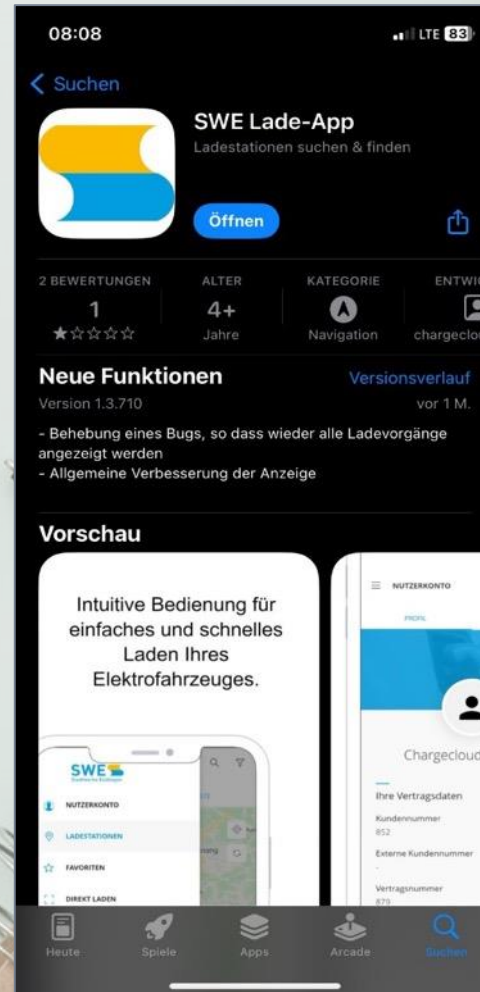 08:08
LTE 83
Suchen
SWE Lade-App
Ladestationen suchen & finden
Öffnen
2 BEWERTUNGEN ALTER KATEGORIE
1 4+
Jahre Navigation
Neue Funktionen Versionsverlauf
Version 1.3.710 vor 1 M.
- Behebung eines Bugs, so dass wieder alle Ladevorgänge
angezeigt werden
- Allgemeine Verbesserung der Anzeige
Vorschau
Intuitive Bedienung für
einfaches und schnelles
Laden Ihres
Elektrofahrzeuges.
SWE
NUTZERKONTO
LADESTATIONEN
FAVORITEN
DIREKT LADEN
NUTZERKONTO
PROFIL
Chargecloud
Ihre Vertragsdaten
Kundennummer
852
Externe Kundennummer
-
Vertragsnummer
879
Heute Spiele Apps Arcade Suchen